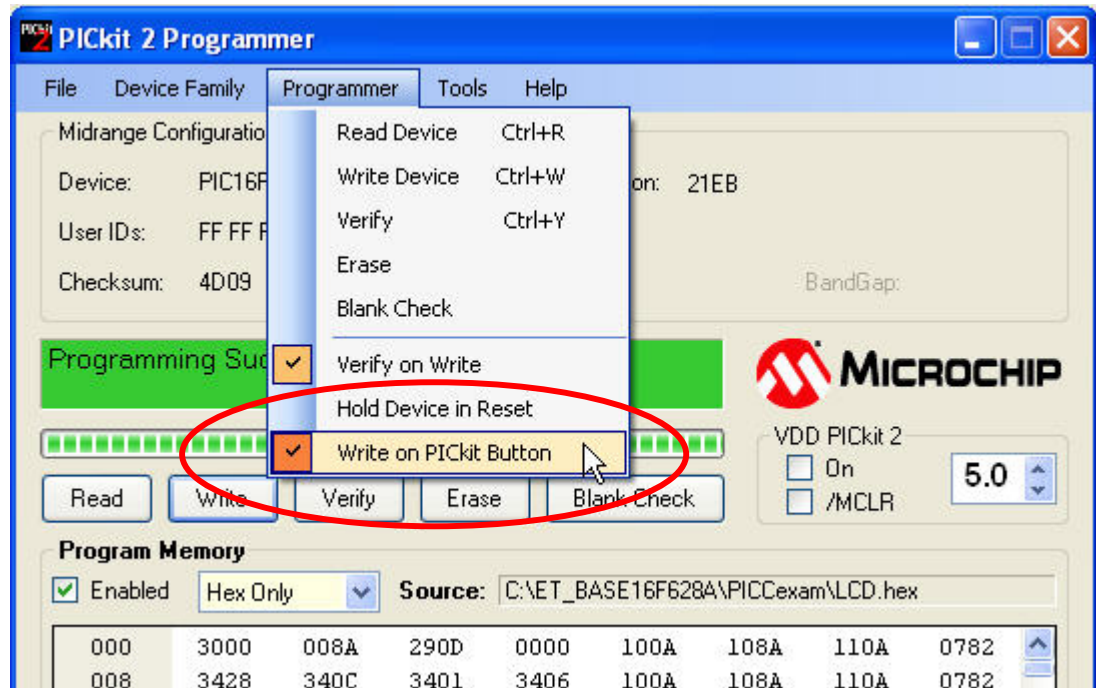 PICkit 2 Programmer
File Device Family Programmer Tools Help
Read Device Ctrl+R
Write Device Ctrl+W
Verify Ctrl+Y
Erase
Blank Check
Verify on Write
Hold Device in Reset
Write on PICkit Button
Midrange Configuratio
Device: PIC16F on: 21EB
User IDs: FF FF F
Checksum: 4D09 BandGap:
Programming Suc
MICROCHIP
VDD PICkit 2
On
/MCLR
5.0
Read Write Verify Erase Blank Check
Program Memory
Enabled Hex Only Source: C:\ET_BASE16F628A\PICCexam\LCD.hex
000 3000 008A 290D 0000 100A 108A 110A 0782
008 3428 340C 3401 3406 100A 108A 110A 0782